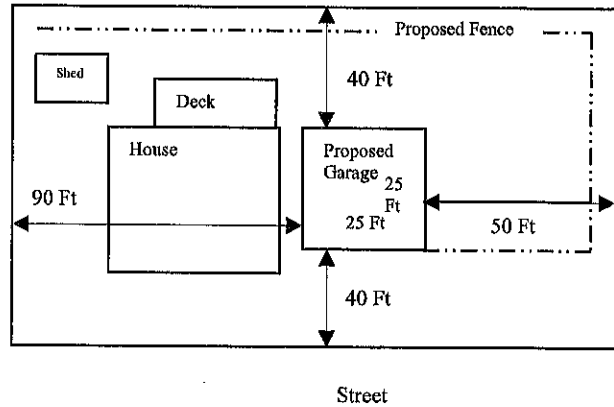 Proposed Fence
Shed
40 Ft
Deck
House
Proposed
Garage
25
Ft
25 Ft
90 Ft
50 Ft
40 Ft
Street